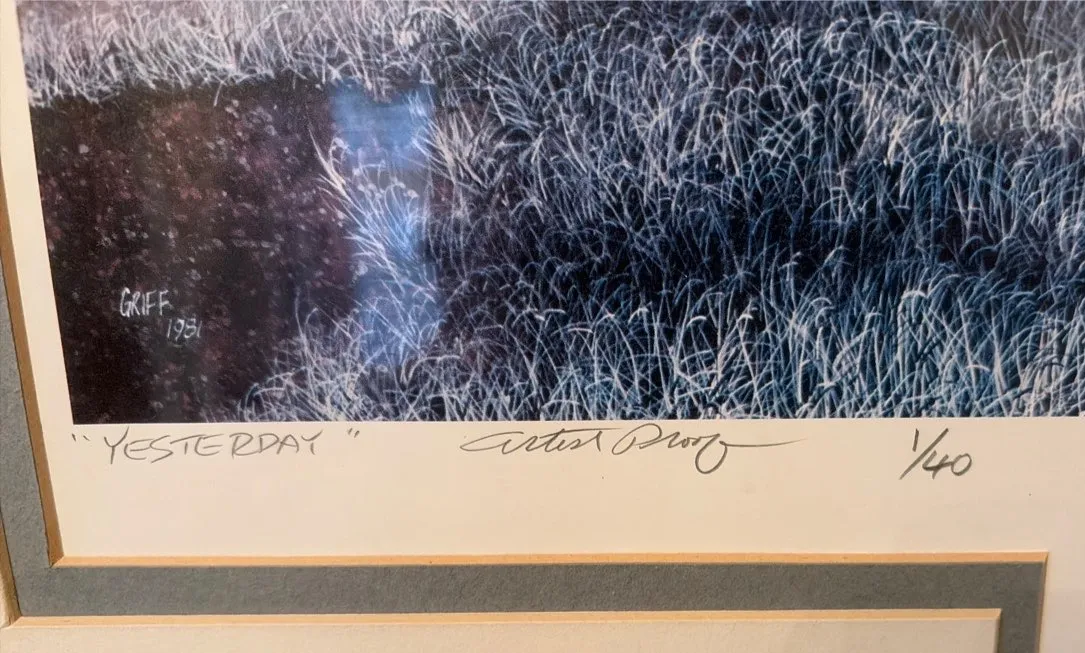 GRIFF
1981
"YESTERDAY" Artist Proof 1/40